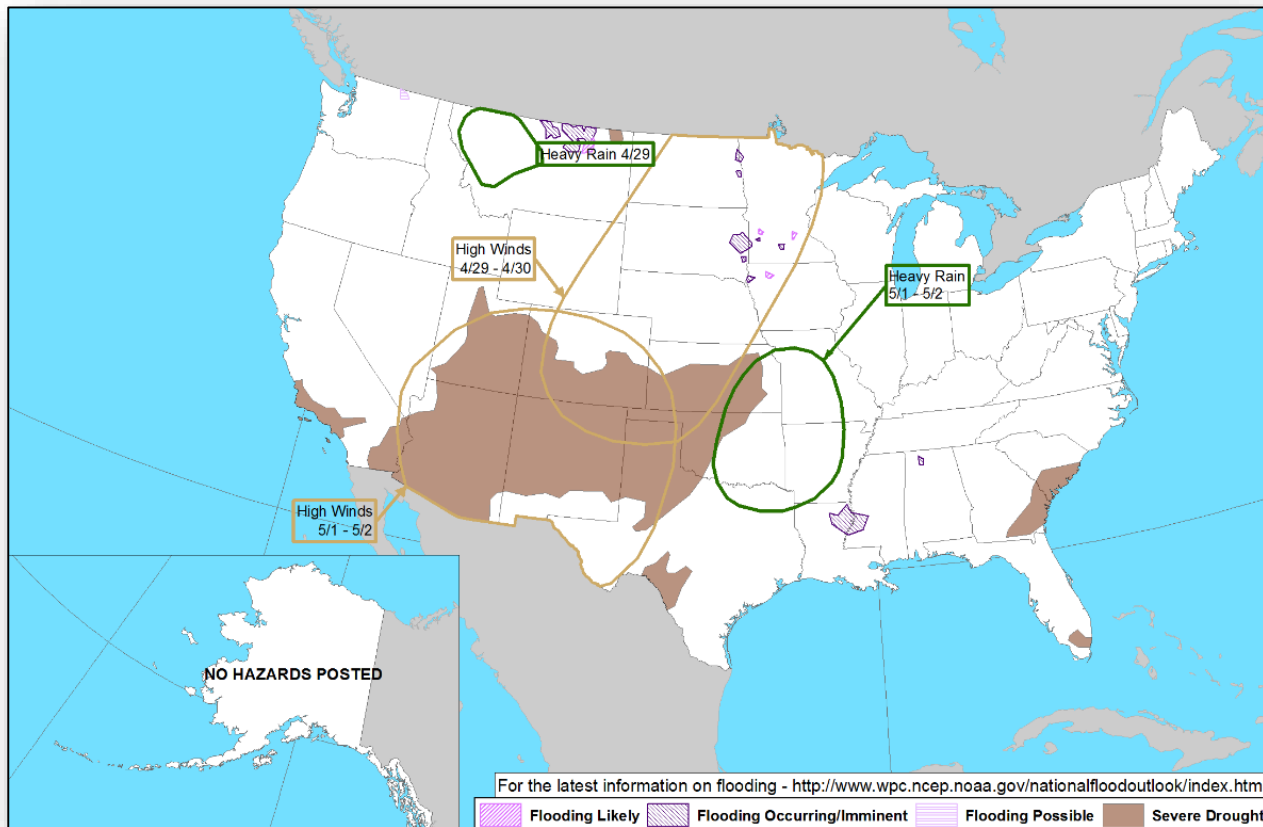 Heavy Rain 4/29
High Winds
4/29 - 4/30
Heavy Rain
5/1 - 5/2
High Winds
5/1 - 5/2
NO HAZARDS POSTED
For the latest information on flooding - http://www.wpc.ncep.noaa.gov/nationalfloodoutlook/index.htm
Flooding Likely Flooding Occurring/Imminent Flooding Possible Severe Drought